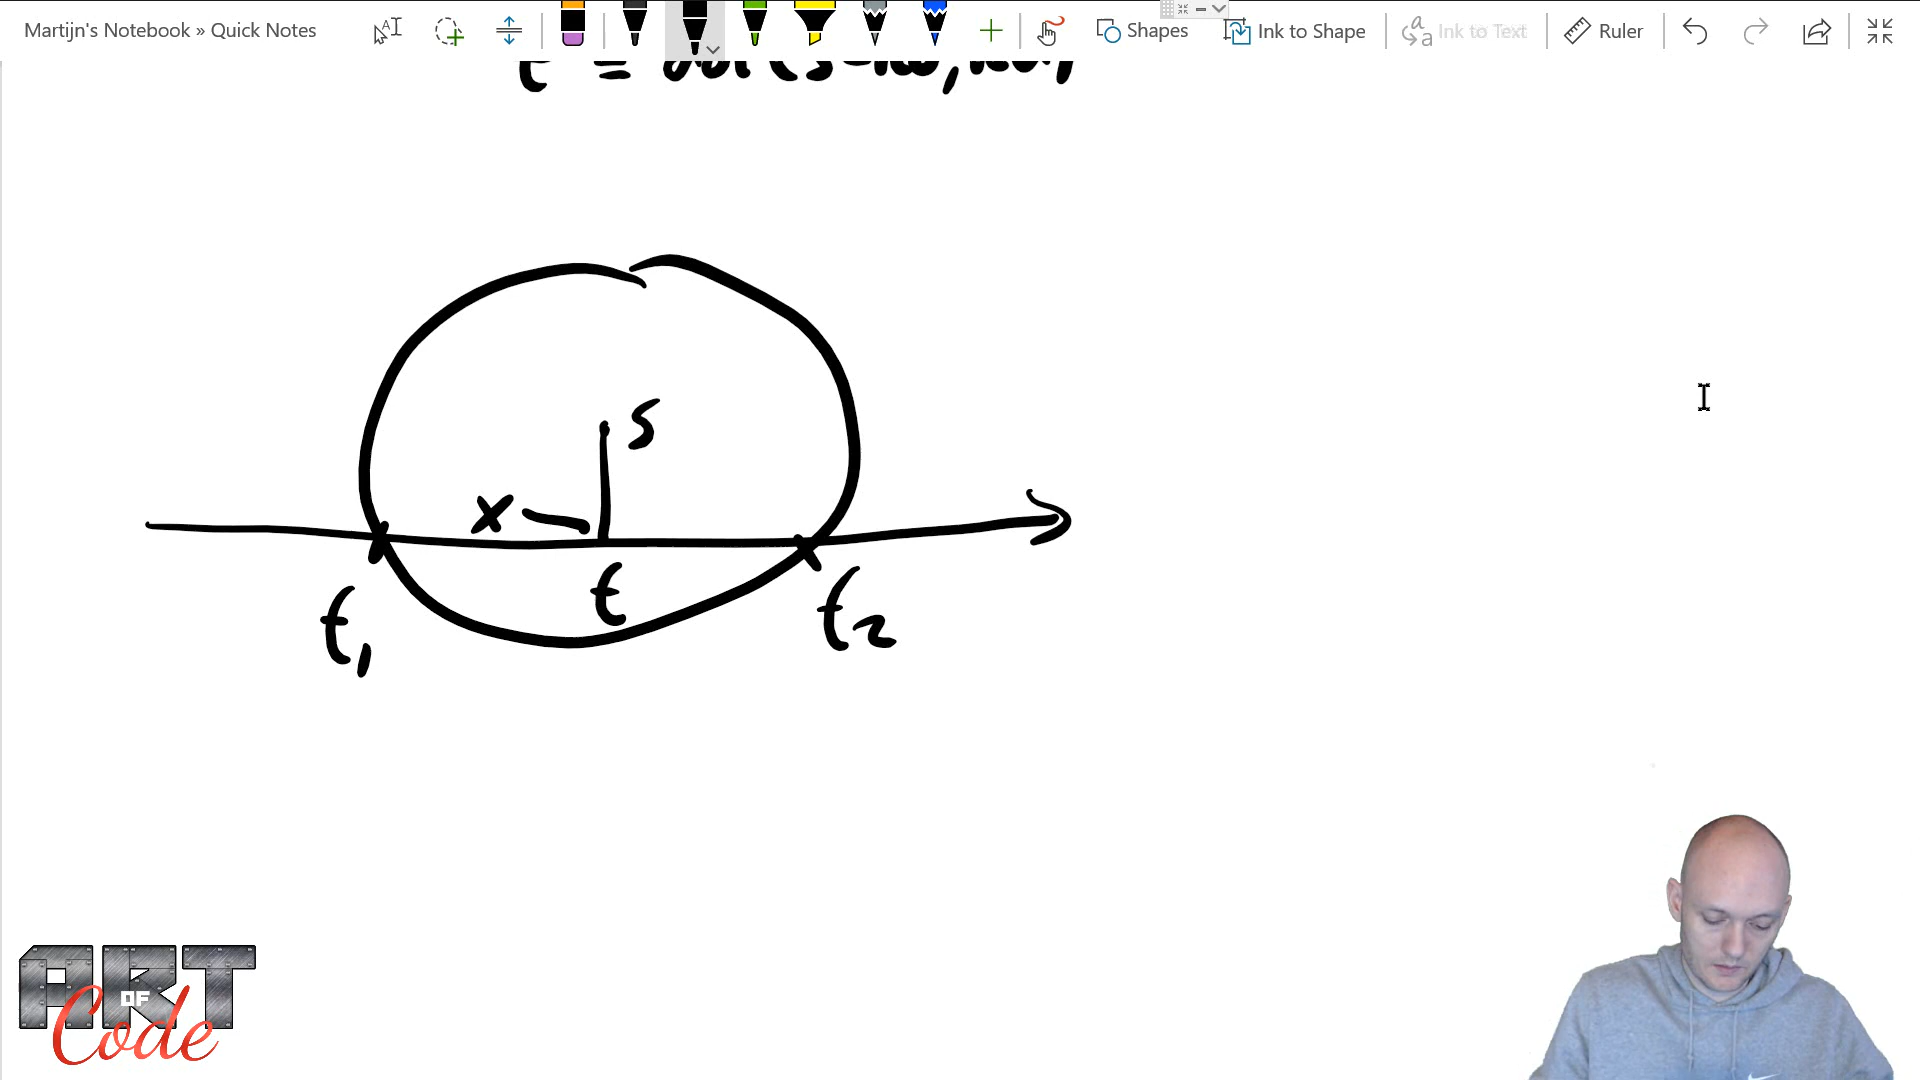 Martijn's Notebook » Quick Notes
Shapes
Ink to Shape
Ink to Text
Ruler
s
x
t
t₁
t₂
ART
OF
Code